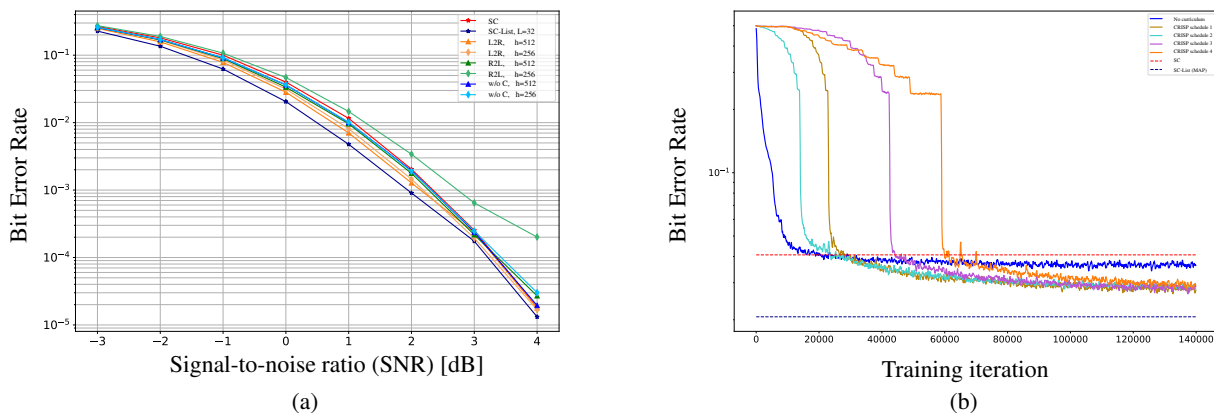 10⁻¹
10⁻²
10⁻³
10⁻⁴
10⁻⁵
Bit Error Rate
SC
SC-List, L=32
L2R, h=512
L2R, h=256
R2L, h=512
R2L, h=256
w/o C, h=512
w/o C, h=256
−3 −2 −1 0 1 2 3 4
Signal-to-noise ratio (SNR) [dB]
(a)
10⁻¹
Bit Error Rate
No curriculum
CRISP schedule 1
CRISP schedule 2
CRISP schedule 3
CRISP schedule 4
SC
SC-List (MAP)
0 20000 40000 60000 80000 100000 120000 140000
Training iteration
(b)